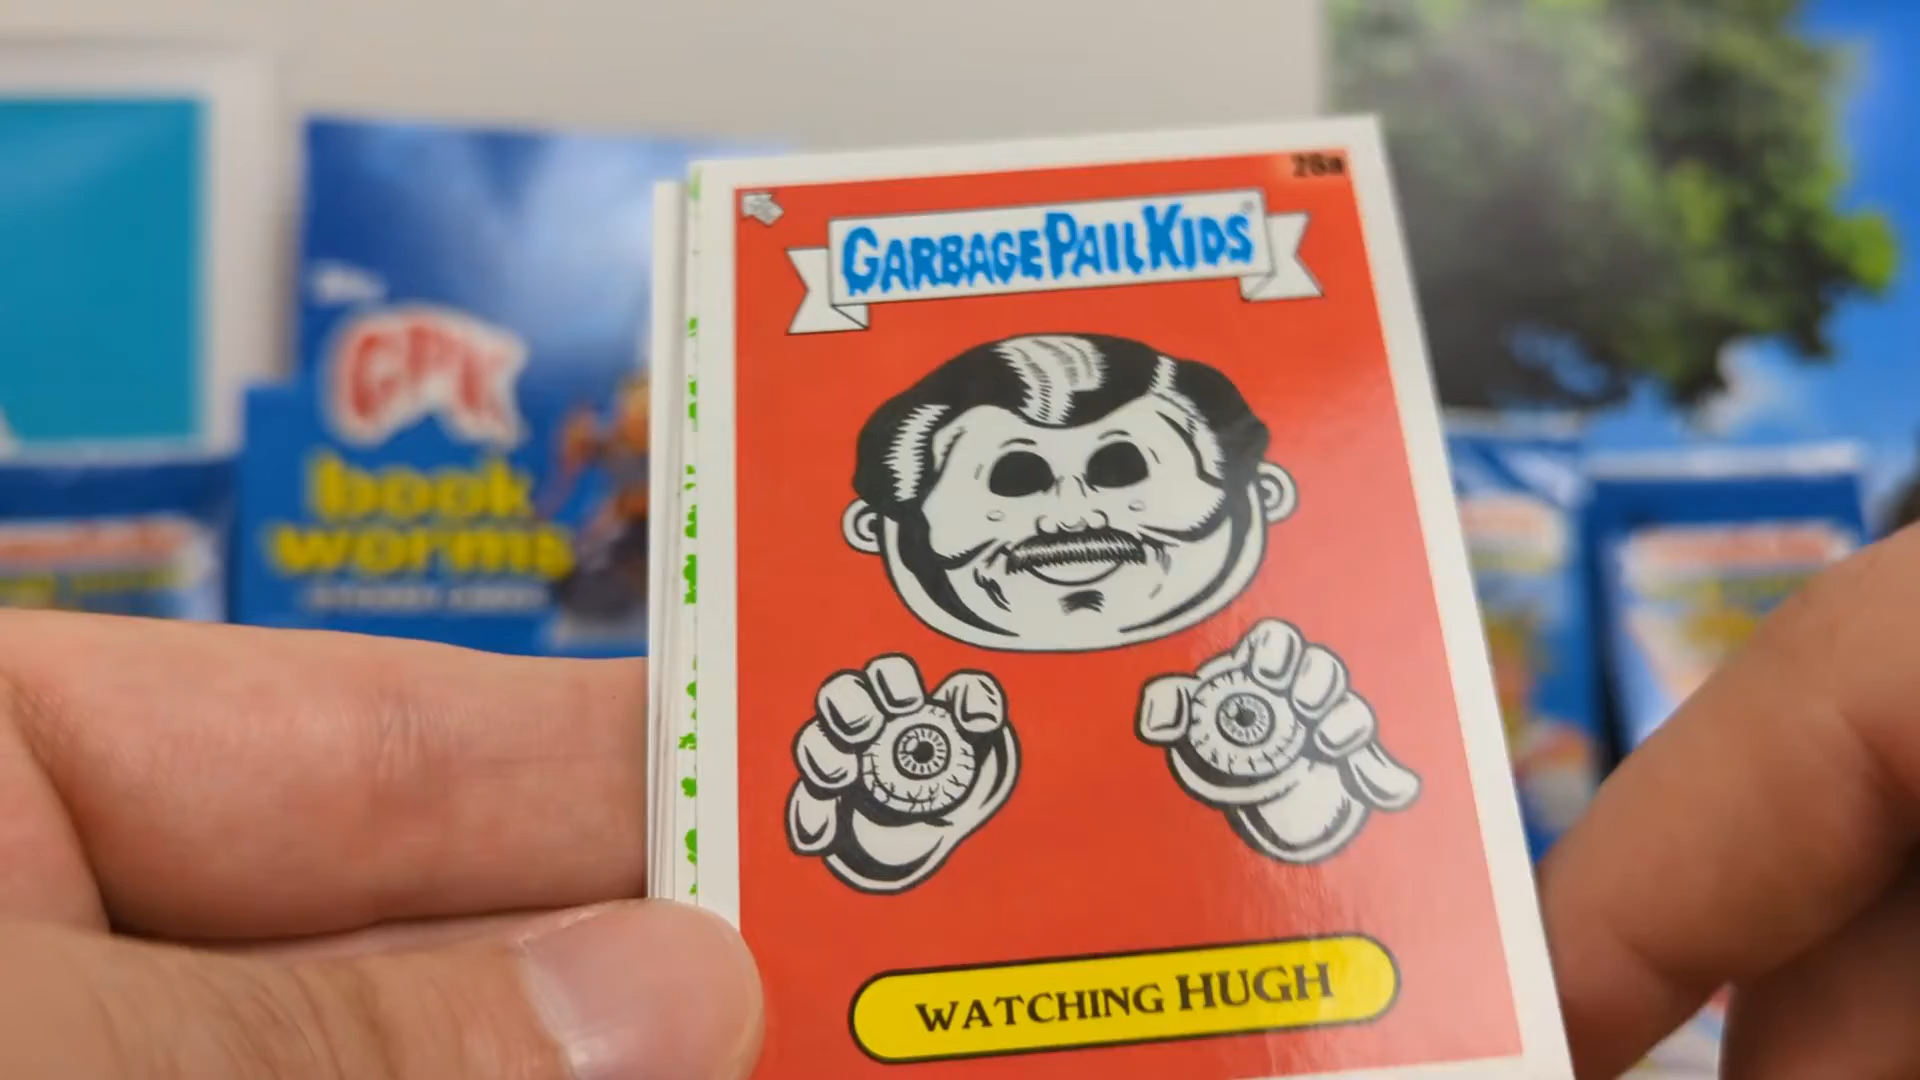 28a
GARBAGE PAIL KIDS
GPK
book
worms
WATCHING HUGH